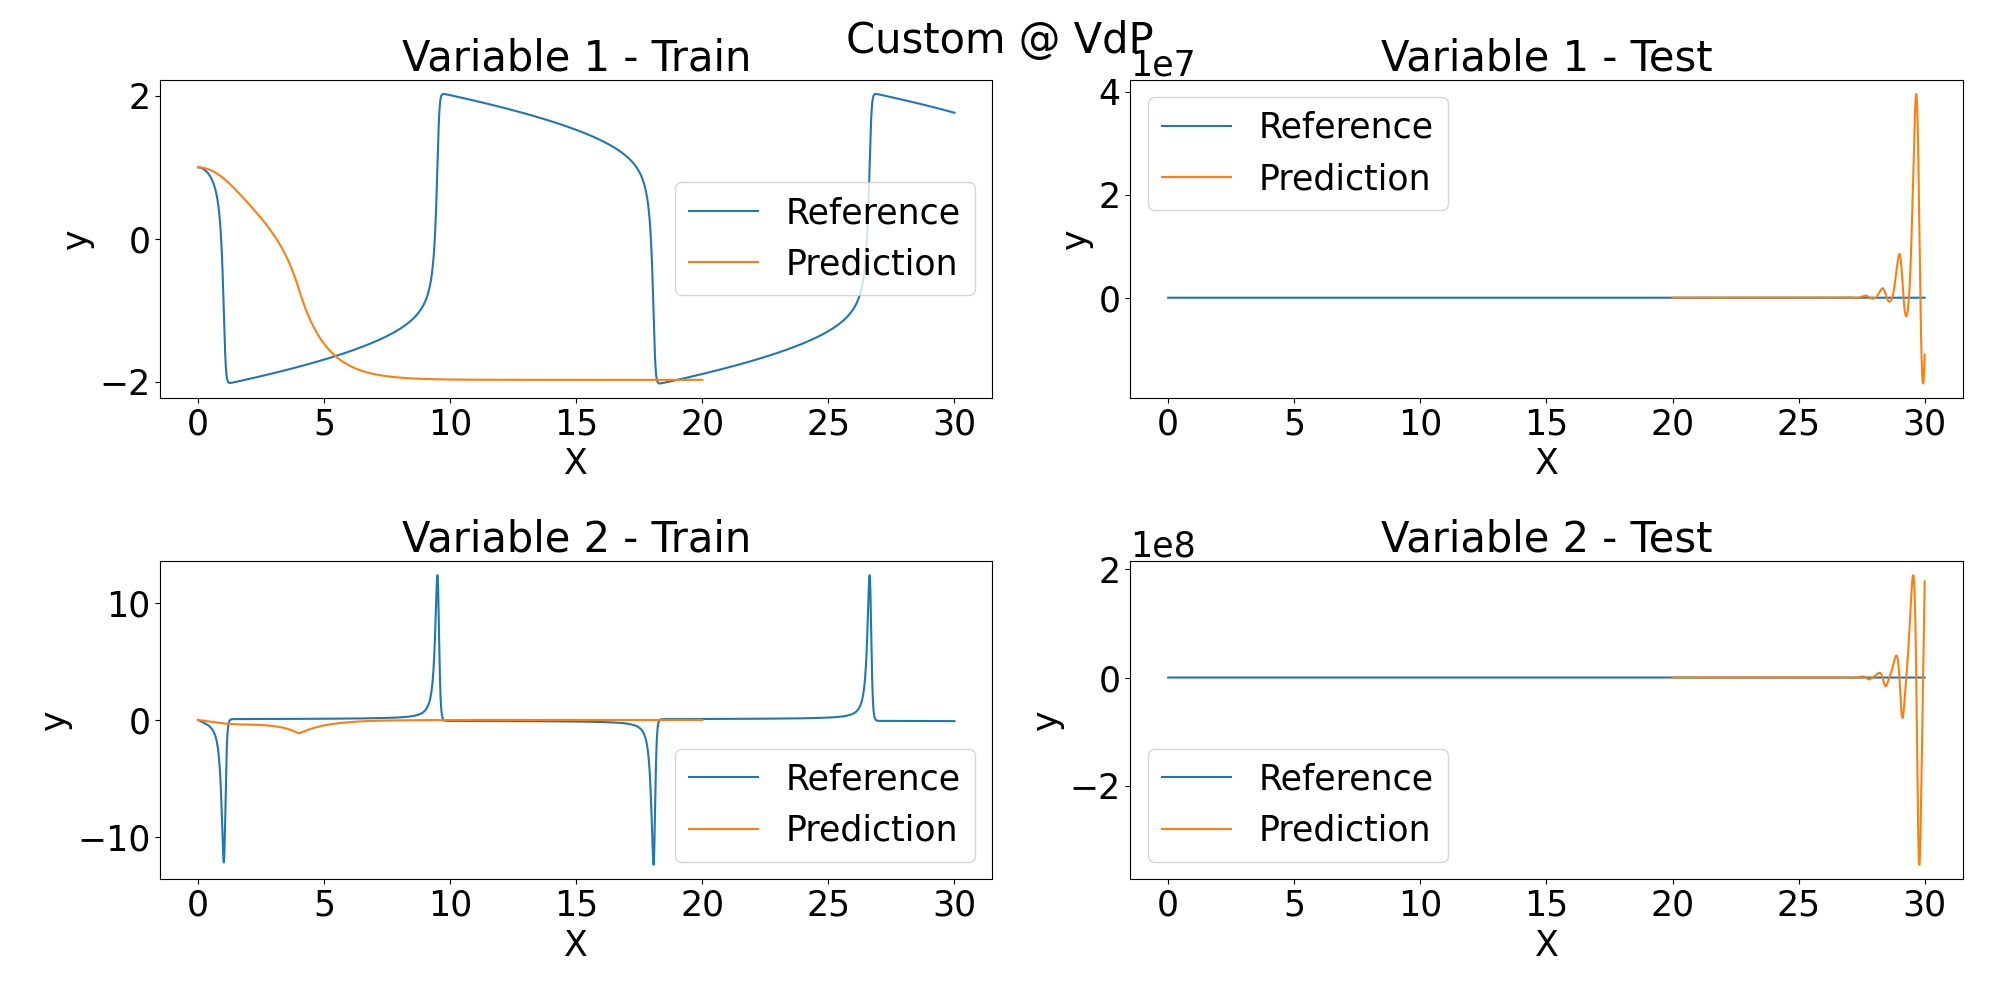 Custom @ VdP
Variable 1 - Train
2
0
−2
y
0 5 10 15 20 25 30
X
Reference
Prediction
Variable 1 - Test
1e7
4
2
0
y
0 5 10 15 20 25 30
X
Reference
Prediction
Variable 2 - Train
10
0
−10
y
0 5 10 15 20 25 30
X
Reference
Prediction
Variable 2 - Test
1e8
2
0
−2
y
0 5 10 15 20 25 30
X
Reference
Prediction